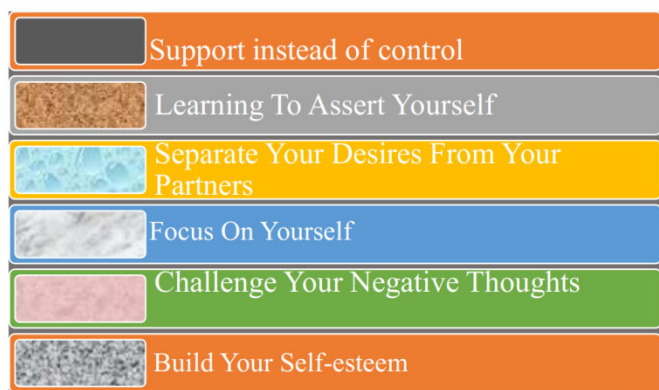 Support instead of control
Learning To Assert Yourself
Separate Your Desires From Your
Partners
Focus On Yourself
Challenge Your Negative Thoughts
Build Your Self-esteem